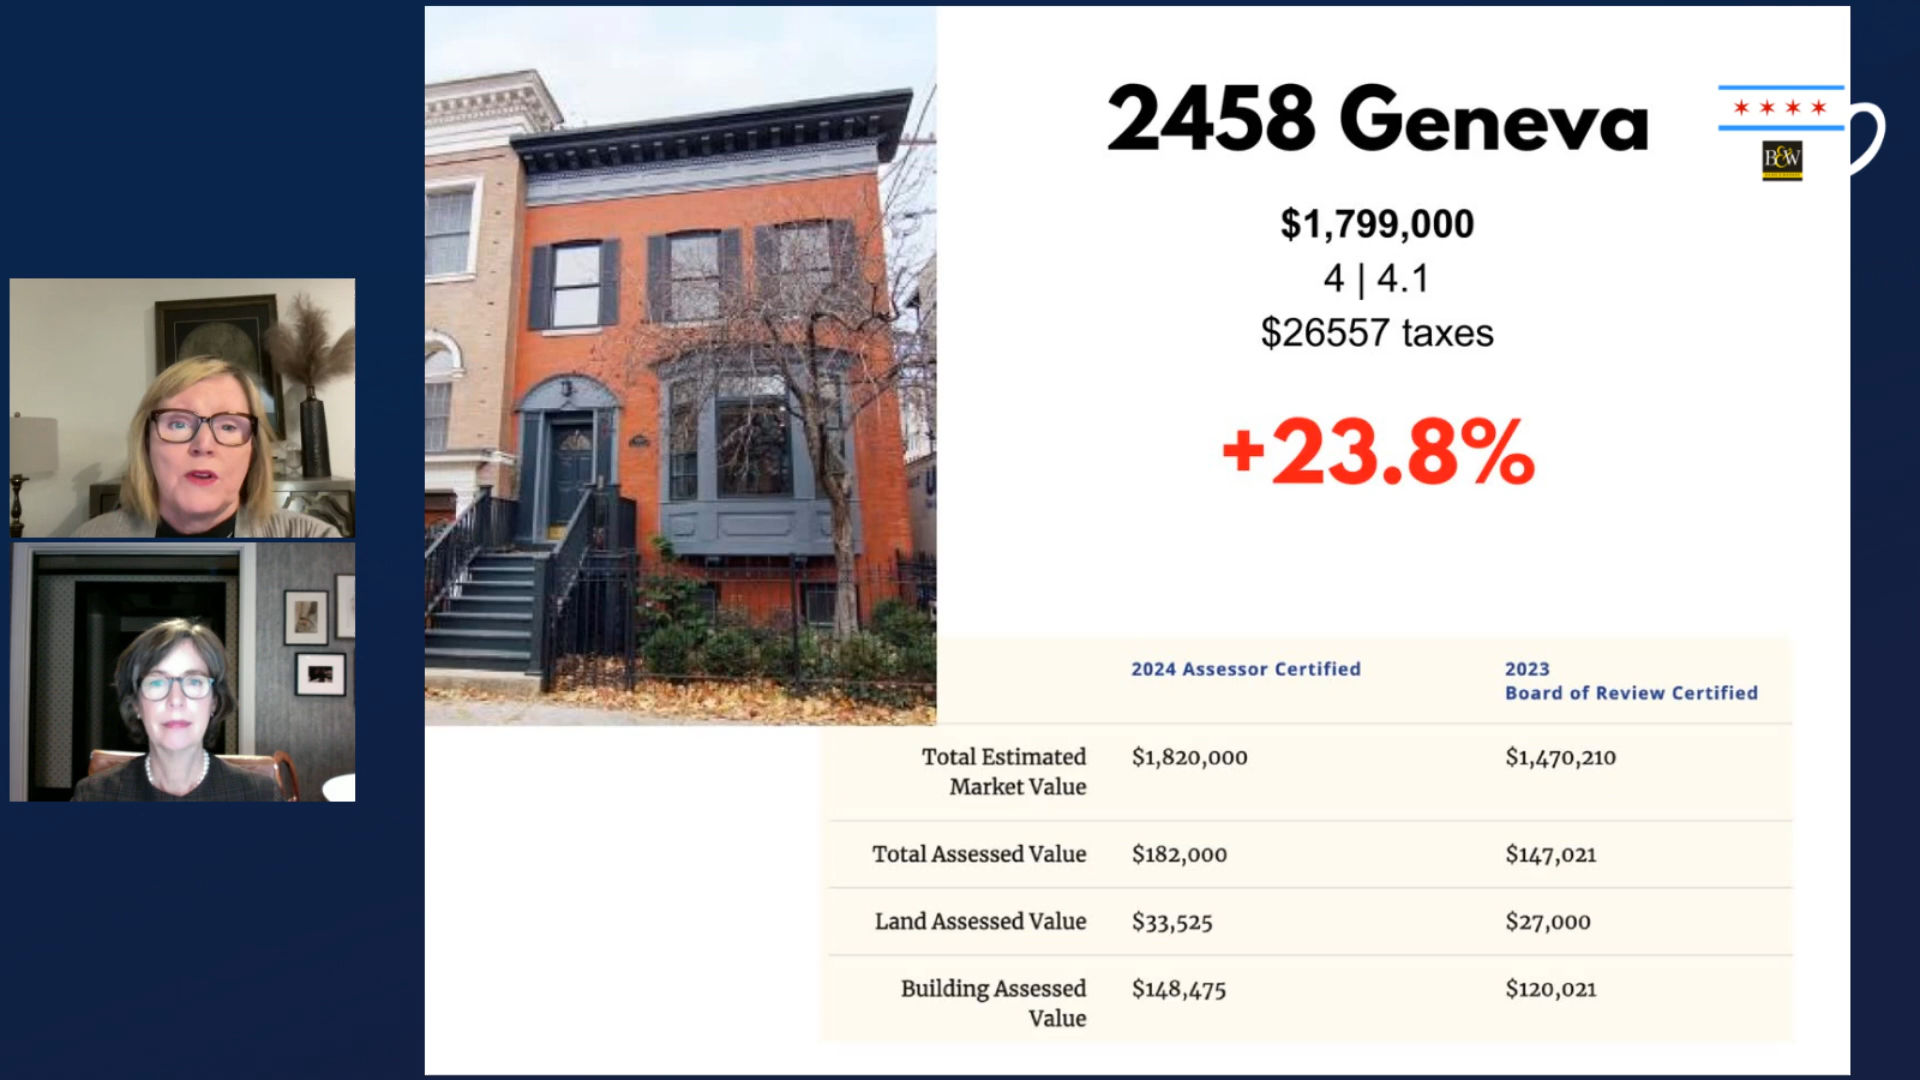 2458 Geneva
B&W
$1,799,000
4 | 4.1
$26557 taxes
+23.8%
2024 Assessor Certified
2023
Board of Review Certified
Total Estimated
Market Value
$1,820,000
$1,470,210
Total Assessed Value
$182,000
$147,021
Land Assessed Value
$33,525
$27,000
Building Assessed
Value
$148,475
$120,021